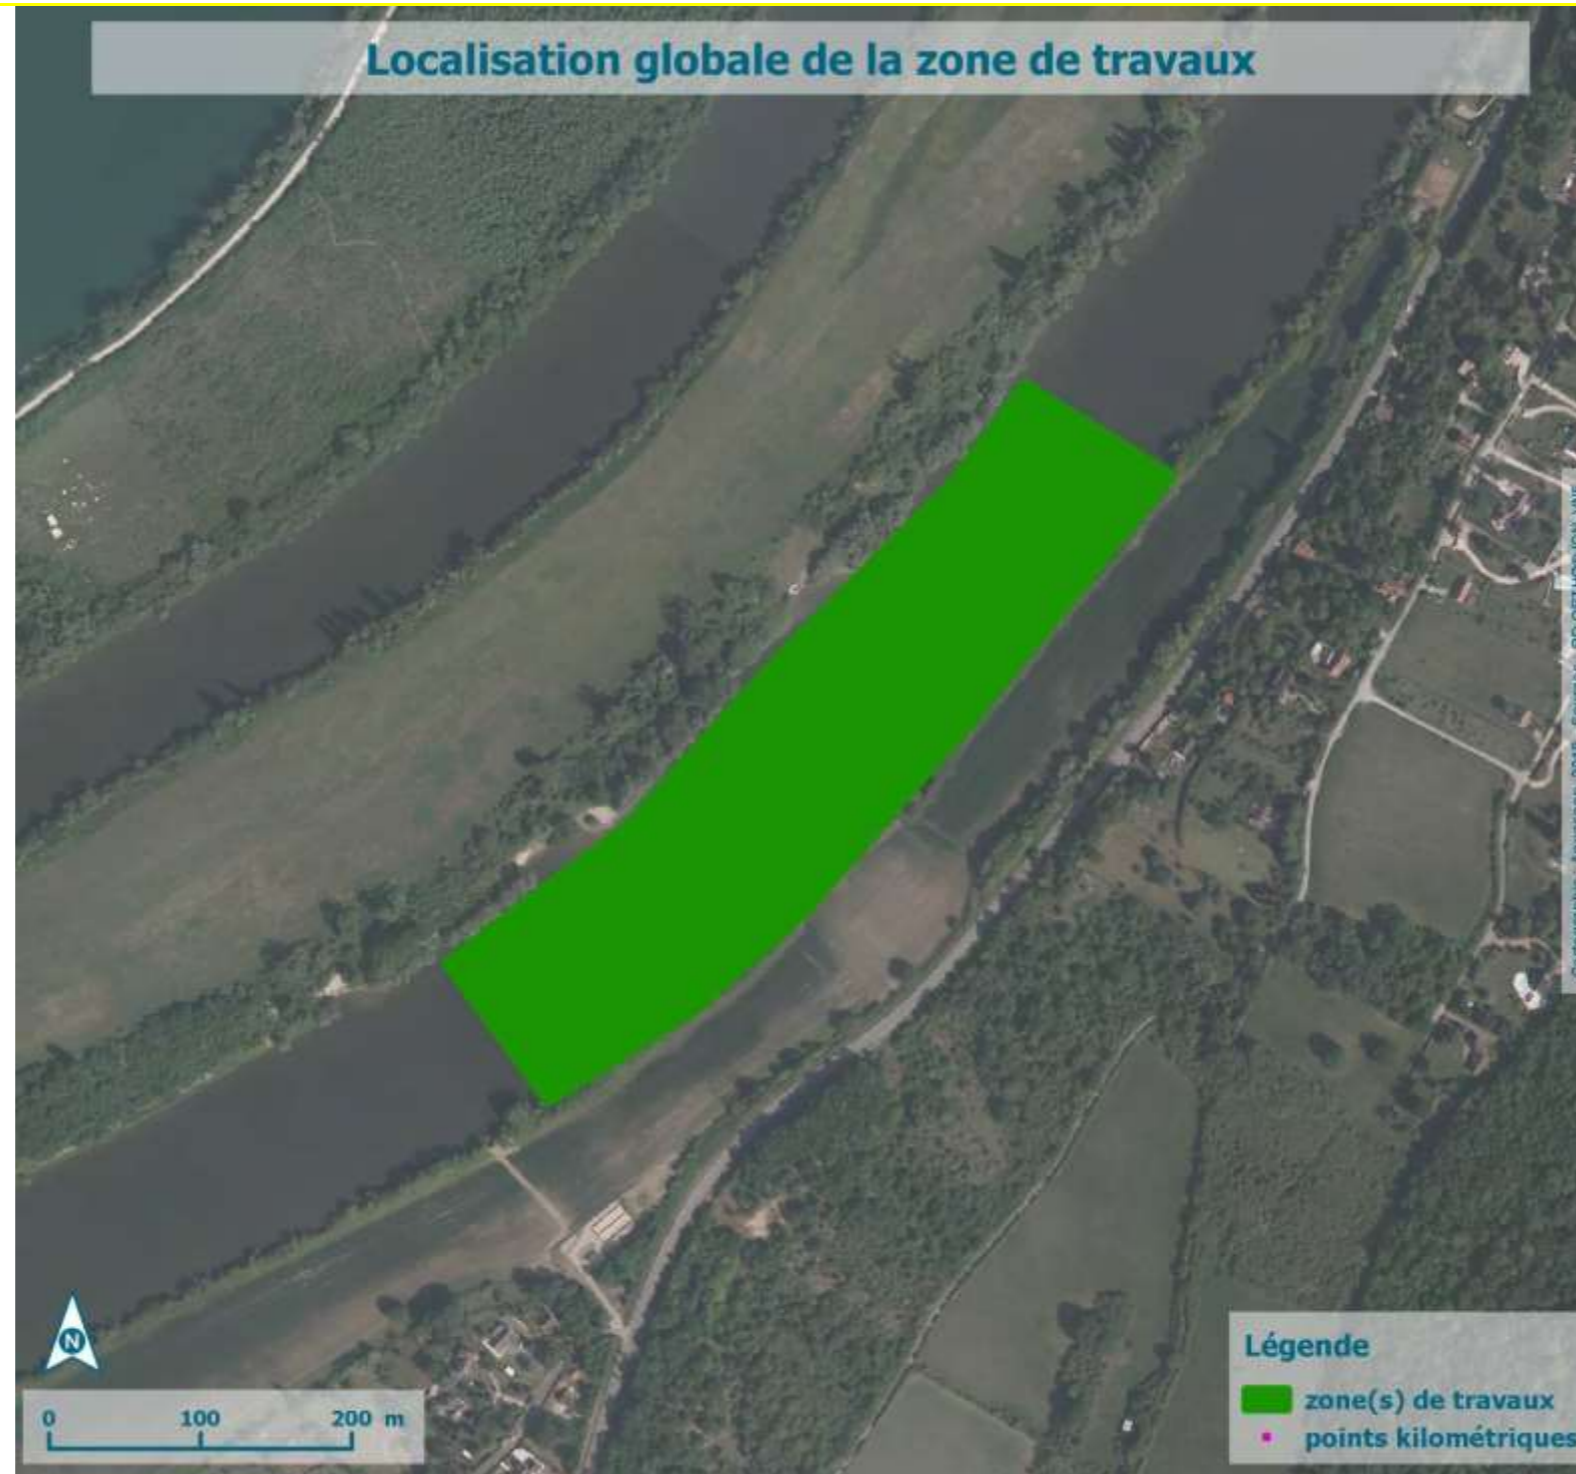 Localisation globale de la zone de travaux
N
0 100 200 m
Légende
zone(s) de travaux
points kilométriques